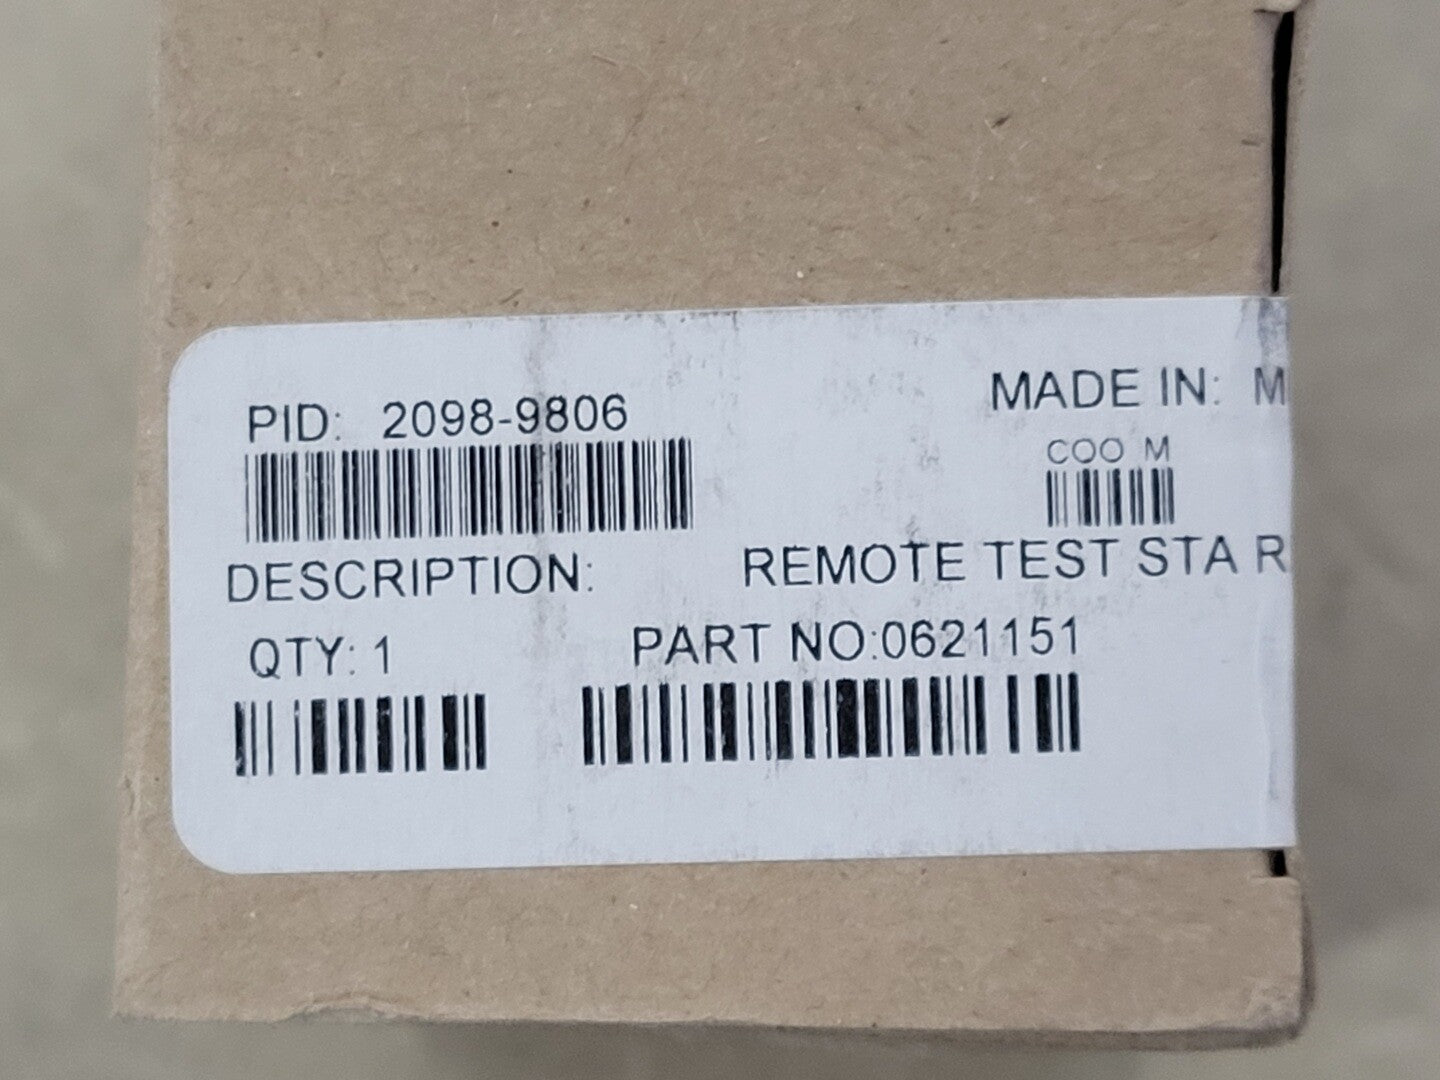 PID: 2098-9806
MADE IN: M
COO M
DESCRIPTION: REMOTE TEST STA R
QTY: 1
PART NO:0621151